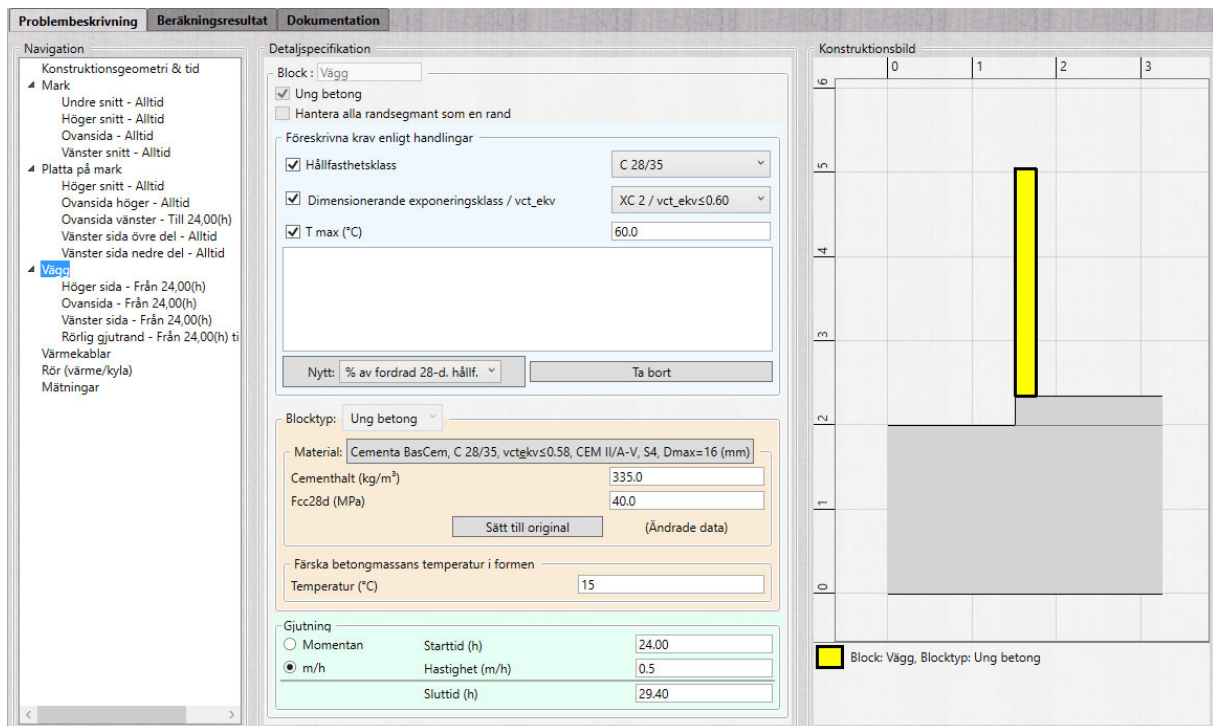 Problembeskrivning Beräkningsresultat Dokumentation
Navigation
Konstruktionsgeometri & tid
Mark
Undre snitt - Alltid
Höger snitt - Alltid
Ovansida - Alltid
Vänster snitt - Alltid
Platta på mark
Höger snitt - Alltid
Ovansida höger - Alltid
Ovansida vänster - Till 24,00(h)
Vänster sida övre del - Alltid
Vänster sida nedre del - Alltid
Vägg
Höger sida - Från 24,00(h)
Ovansida - Från 24,00(h)
Vänster sida - Från 24,00(h)
Rörlig gjutrand - Från 24,00(h) ti
Värmekablar
Rör (värme/kyla)
Mätningar
Detaljspecifikation
Block : Vägg
Ung betong
Hantera alla randsegmant som en rand
Föreskrivna krav enligt handlingar
Hållfasthetsklass C 28/35
Dimensionerande exponeringsklass / vct_ekv XC 2 / vct_ekv≤0.60
T max (°C) 60.0
Nytt: % av fordrad 28-d. hållf. Ta bort
Blocktyp: Ung betong
Material: Cementa BasCem, C 28/35, vctekv≤0.58, CEM II/A-V, S4, Dmax=16 (mm)
Cementhalt (kg/m³) 335.0
Fcc28d (MPa) 40.0
Sätt till original (Ändrade data)
Färska betongmassans temperatur i formen
Temperatur (°C) 15
Gjutning
Momentan Starttid (h) 24.00
m/h Hastighet (m/h) 0.5
Sluttid (h) 29.40
Konstruktionsbild
0 1 2 3
6
5
4
3
2
1
0
Block: Vägg, Blocktyp: Ung betong